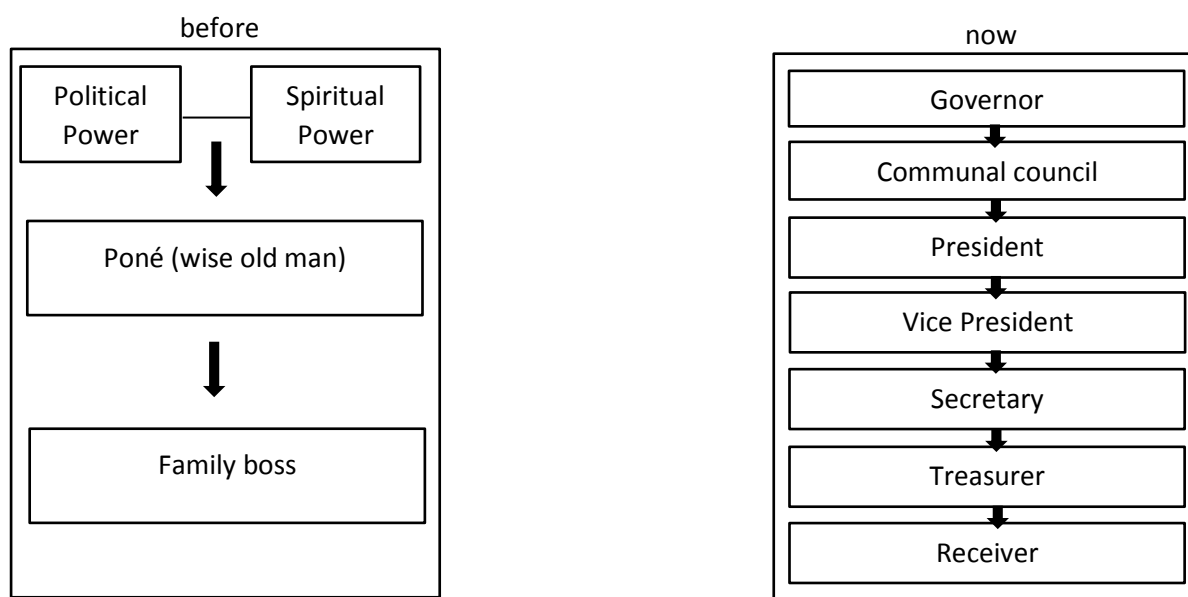 before
Political
Power
Spiritual
Power
Poné (wise old man)
Family boss
now
Governor
Communal council
President
Vice President
Secretary
Treasurer
Receiver